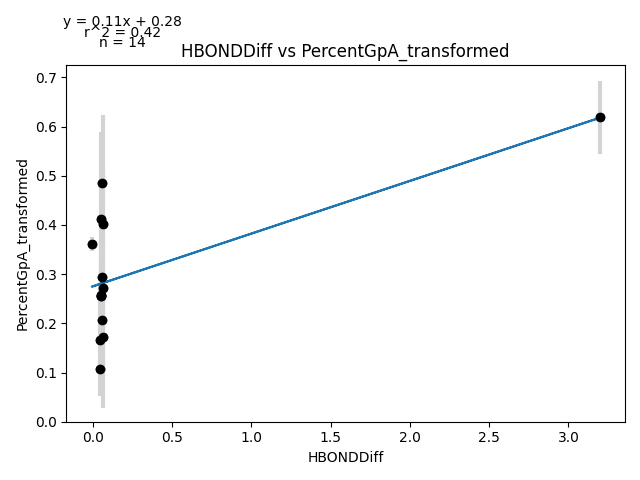 y = 0.11x + 0.28
r^2 = 0.42
n = 14
HBONDDiff vs PercentGpA_transformed
PercentGpA_transformed
0.7
0.6
0.5
0.4
0.3
0.2
0.1
0.0
0.0 0.5 1.0 1.5 2.0 2.5 3.0
HBONDDiff